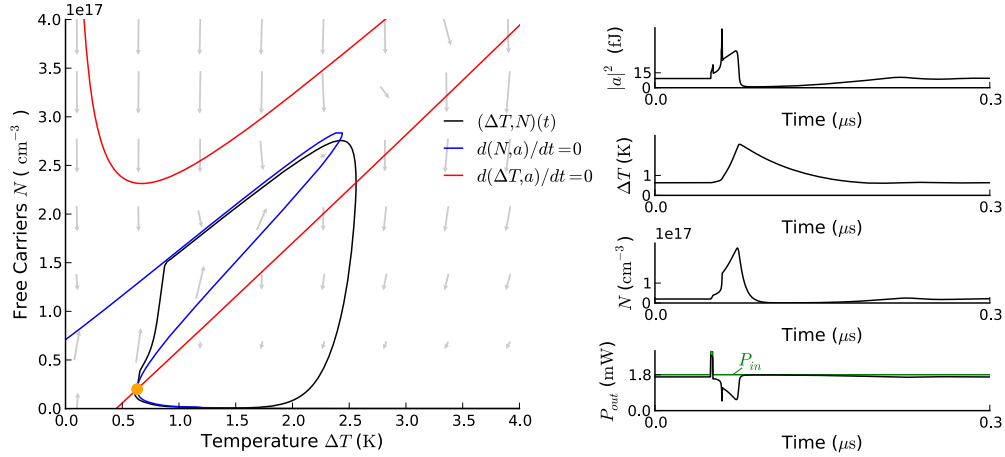 1e17
4.0
3.5
3.0
2.5
2.0
1.5
1.0
0.5
0.0
Free Carriers N (cm⁻³)
0.0 0.5 1.0 1.5 2.0 2.5 3.0 3.5 4.0
Temperature ΔT (K)
(ΔT,N)(t)
d(N,a)/dt=0
d(ΔT,a)/dt=0
|a|² (fJ)
15
0.0 0.3
Time (μs)
ΔT (K)
1
0
0.0 0.3
Time (μs)
1e17
N (cm⁻³)
1
0
0.0 0.3
Time (μs)
P_out (mW)
1.8
P_in
0.0
0.0 0.3
Time (μs)